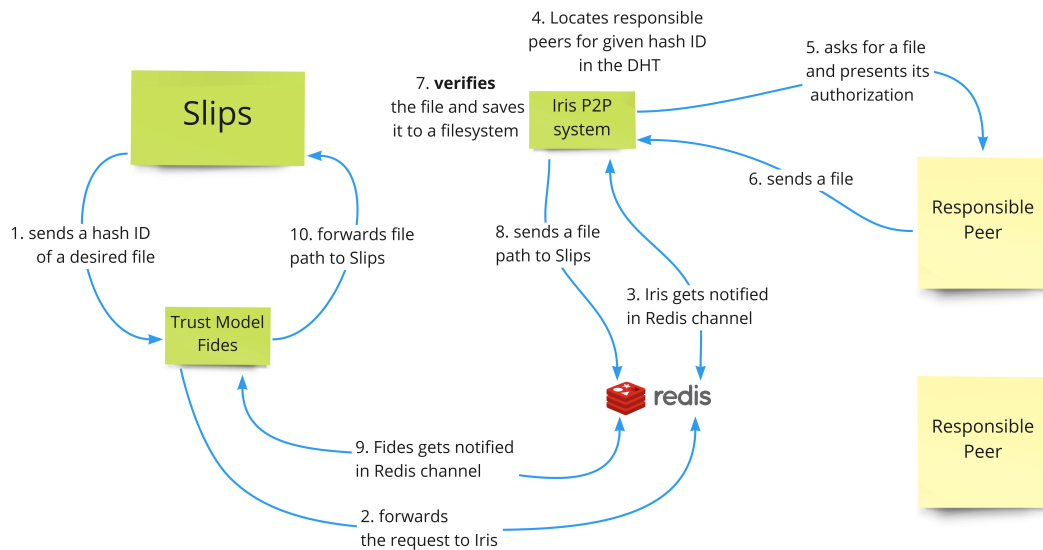 4. Locates responsible
peers for given hash ID
in the DHT
5. asks for a file
and presents its
authorization
7. verifies
the file and saves
it to a filesystem
Slips
Iris P2P
system
6. sends a file
Responsible
Peer
1. sends a hash ID
of a desired file
10. forwards file
path to Slips
8. sends a file
path to Slips
3. Iris gets notified
in Redis channel
Trust Model
Fides
redis
Responsible
Peer
9. Fides gets notified
in Redis channel
2. forwards
the request to Iris